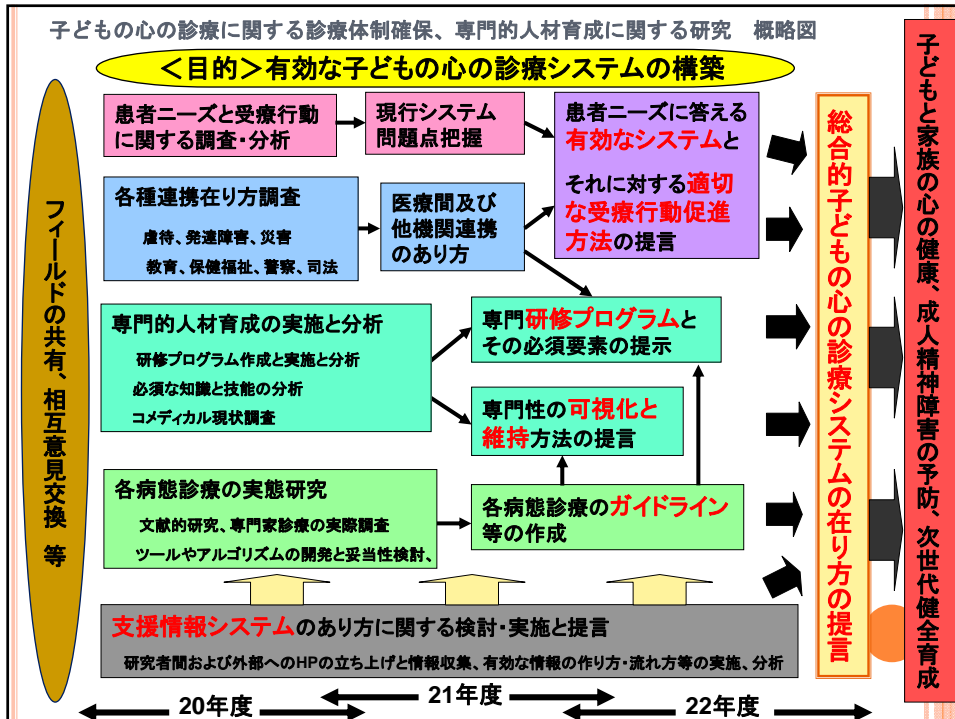 子どもの心の診療に関する診療体制確保、専門的人材育成に関する研究　概略図
＜目的＞有効な子どもの心の診療システムの構築
フィールドの共有、相互意見交換 等
患者ニーズと受療行動
に関する調査・分析
現行システム
問題点把握
患者ニーズに答える
有効なシステムと
それに対する適切
な受療行動促進
方法の提言
各種連携在り方調査
虐待、発達障害、災害
教育、保健福祉、警察、司法
医療間及び
他機関連携
のあり方
専門的人材育成の実施と分析
研修プログラム作成と実施と分析
必須な知識と技能の分析
コメディカル現状調査
専門研修プログラムと
その必須要素の提示
専門性の可視化と
維持方法の提言
各病態診療の実態研究
文献的研究、専門家診療の実際調査
ツールやアルゴリズムの開発と妥当性検討、
各病態診療のガイドライン
等の作成
支援情報システムのあり方に関する検討・実施と提言
研究者間および外部へのHPの立ち上げと情報収集、有効な情報の作り方・流れ方等の実施、分析
総合的子どもの心の診療システムの在り方の提言
子どもと家族の心の健康、成人精神障害の予防、次世代健全育成
20年度
21年度
22年度